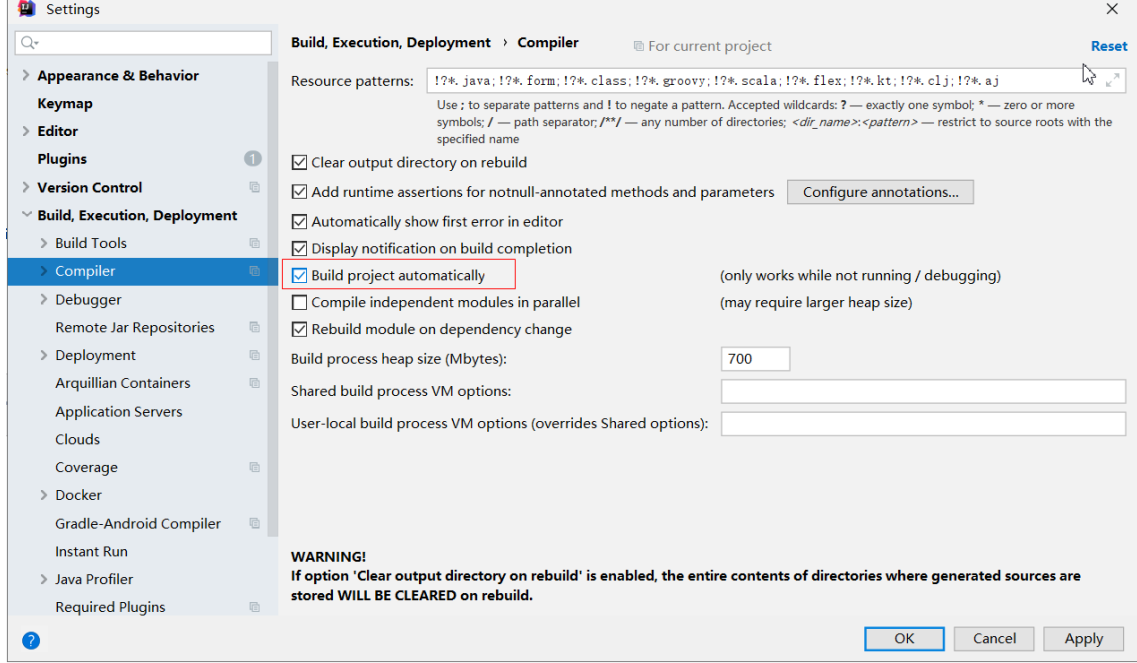 Settings
Appearance & Behavior
Keymap
Editor
Plugins 1
Version Control
Build, Execution, Deployment
Build Tools
Compiler
Debugger
Remote Jar Repositories
Deployment
Arquillian Containers
Application Servers
Clouds
Coverage
Docker
Gradle-Android Compiler
Instant Run
Java Profiler
Required Plugins
?
Build, Execution, Deployment › Compiler For current project Reset
Resource patterns: !?*.java;!?*.form;!?*.class;!?*.groovy;!?*.scala;!?*.flex;!?*.kt;!?*.clj;!?*.aj
Use ; to separate patterns and ! to negate a pattern. Accepted wildcards: ? — exactly one symbol; * — zero or more
symbols; / — path separator; /**/ — any number of directories; <dir_name>:<pattern> — restrict to source roots with the
specified name
Clear output directory on rebuild
Add runtime assertions for notnull-annotated methods and parameters Configure annotations...
Automatically show first error in editor
Display notification on build completion
Build project automatically (only works while not running / debugging)
Compile independent modules in parallel (may require larger heap size)
Rebuild module on dependency change
Build process heap size (Mbytes): 700
Shared build process VM options:
User-local build process VM options (overrides Shared options):
WARNING!
If option 'Clear output directory on rebuild' is enabled, the entire contents of directories where generated sources are
stored WILL BE CLEARED on rebuild.
OK Cancel Apply